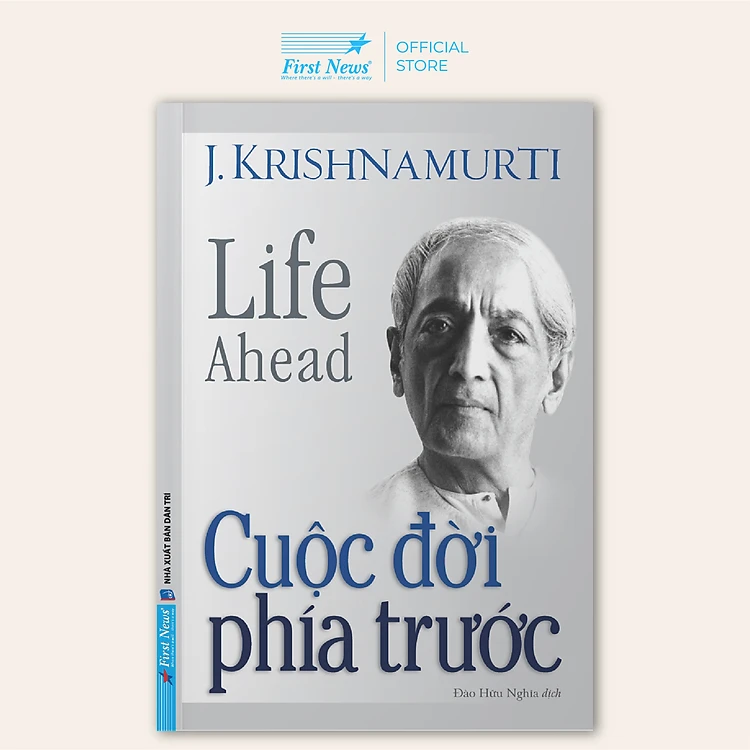 First News®
Where there's a will - there's a way
OFFICIAL
STORE
J. KRISHNAMURTI
Life
Ahead
Cuộc đời
phía trước
Đào Hữu Nghĩa dịch
NHÀ XUẤT BẢN DÂN TRÍ
First News